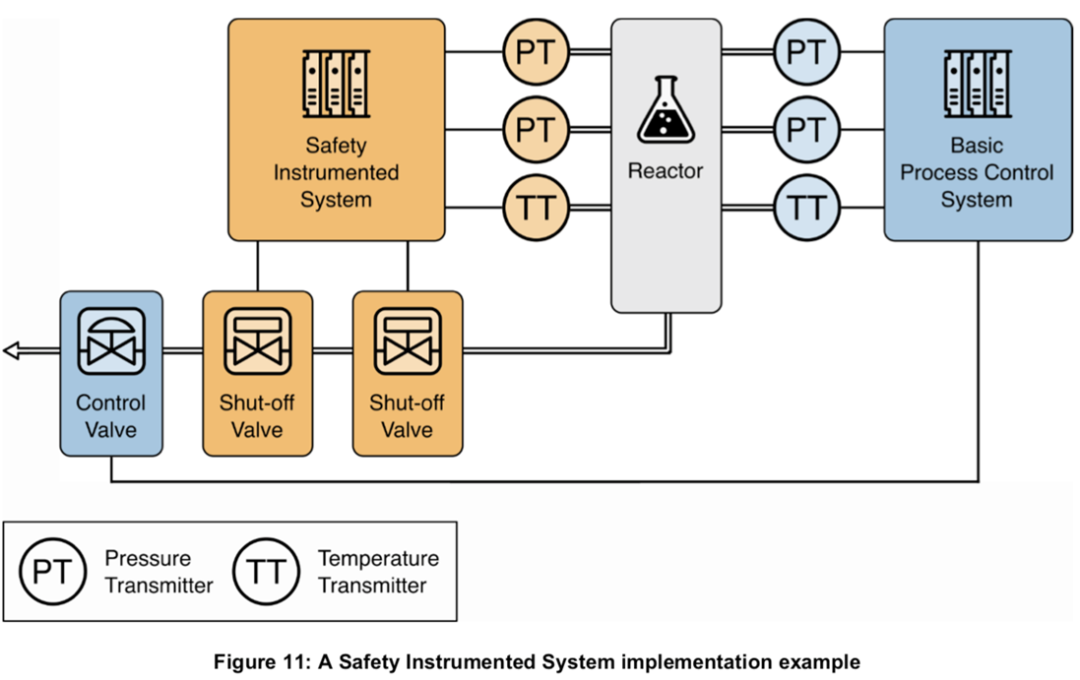 PT
PT
PT
PT
TT
TT
Safety
Instrumented
System
Reactor
Basic
Process Control
System
Control
Valve
Shut-off
Valve
Shut-off
Valve
PT
Pressure
Transmitter
TT
Temperature
Transmitter
Figure 11: A Safety Instrumented System implementation example